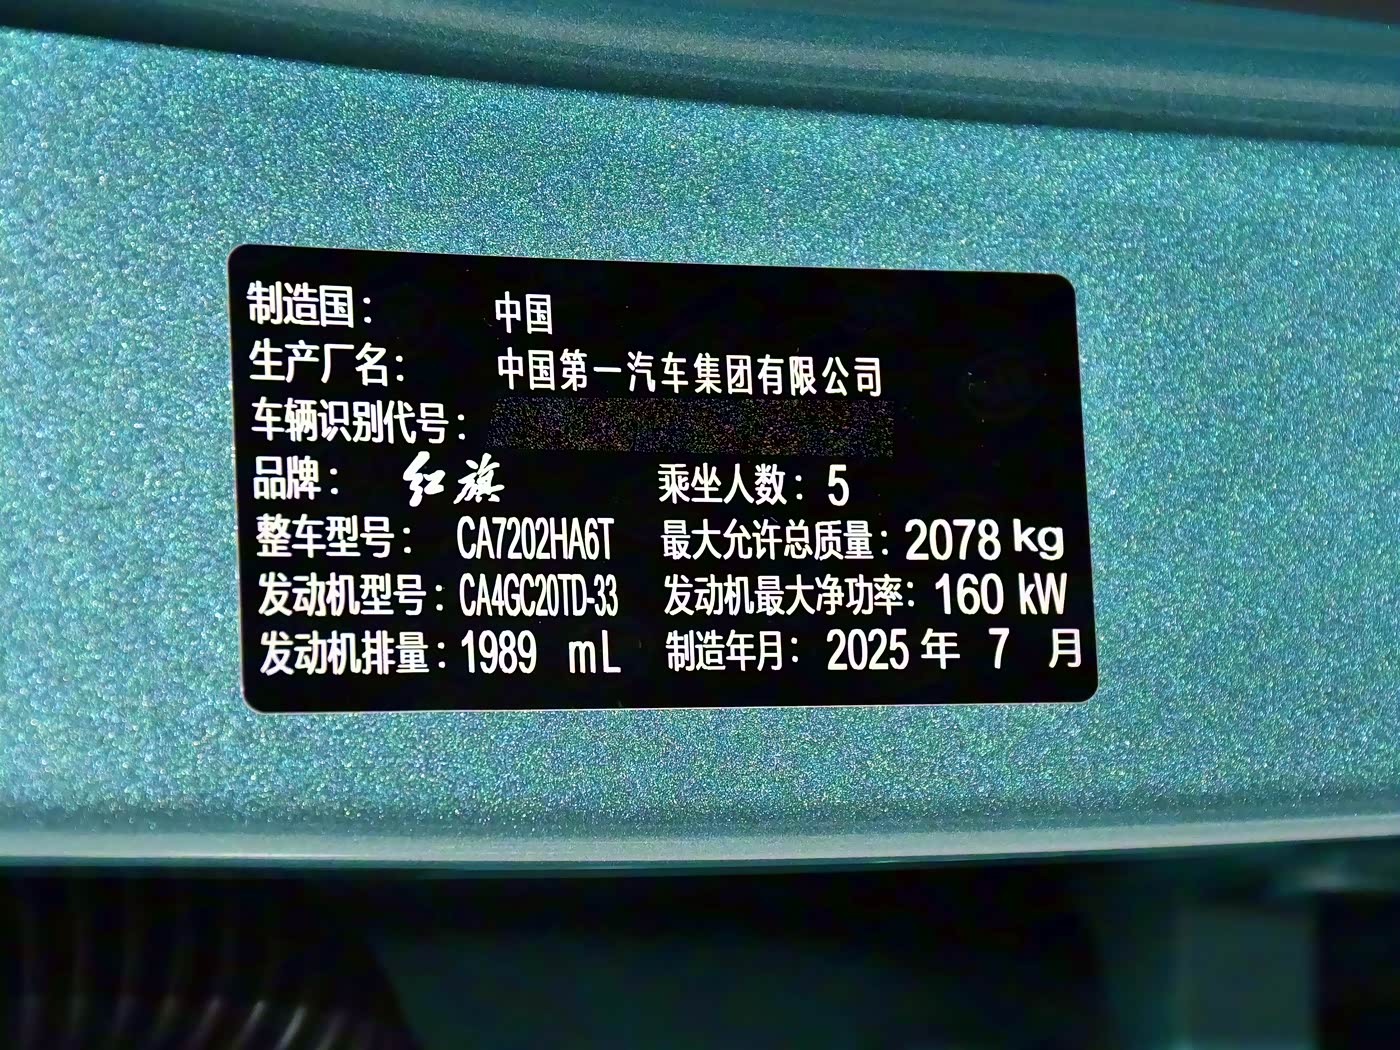 制造国： 中国
生产厂名： 中国第一汽车集团有限公司
车辆识别代号：
品牌： 红旗 乘坐人数： 5
整车型号： CA7202HA6T 最大允许总质量： 2078 kg
发动机型号： CA4GC20TD-33 发动机最大净功率： 160 kW
发动机排量： 1989 mL 制造年月： 2025 年 7 月